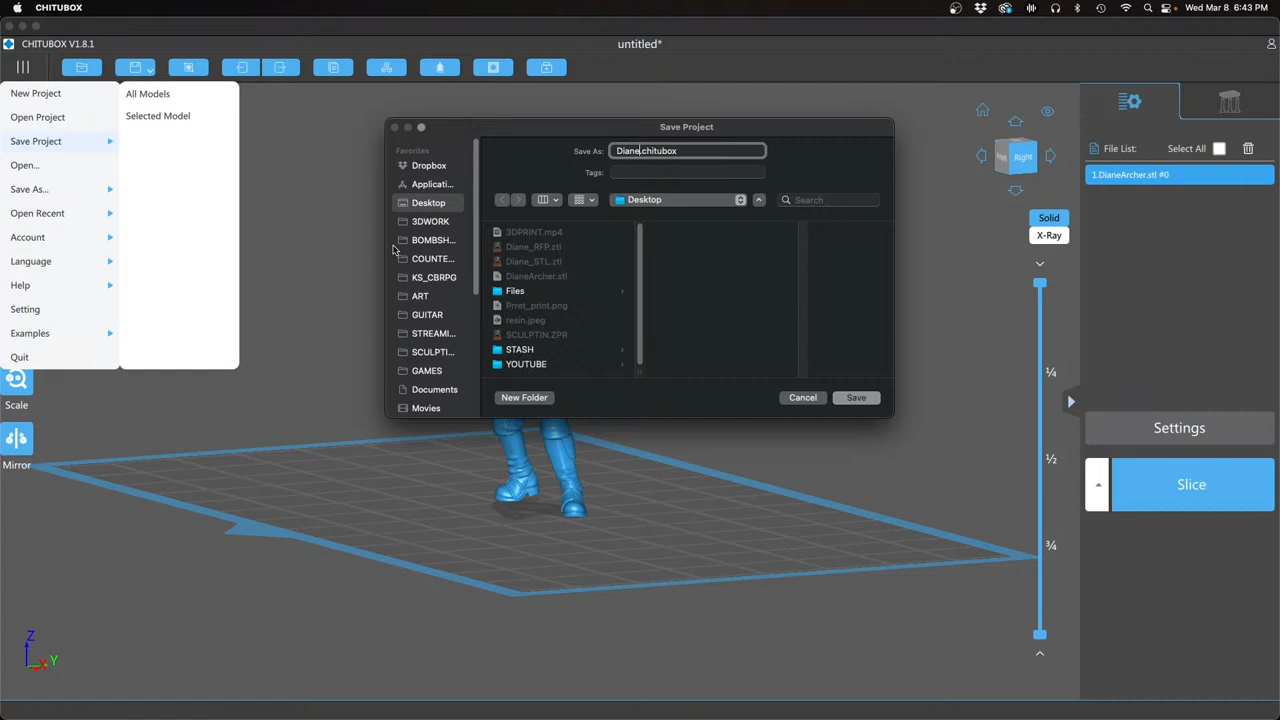 CHITUBOX
Wed Mar 8 6:43 PM
CHITUBOX V1.8.1
untitled*
New Project
Open Project
Save Project
Open...
Save As...
Open Recent
Account
Language
Help
Setting
Examples
Quit
All Models
Selected Model
Scale
Mirror
Save Project
Favorites
Dropbox
Applicati...
Desktop
3DWORK
BOMBSH...
COUNTE...
KS_CBRPG
ART
GUITAR
STREAMI...
SCULPTI...
GAMES
Documents
Movies
Save As: Diane.chitubox
Tags:
Desktop
Search
3DPRINT.mp4
Diane_RFP.ztl
Diane_STL.ztl
DianeArcher.stl
Files
Prret_print.png
resin.jpeg
SCULPTIN.ZPR
STASH
YOUTUBE
New Folder
Cancel
Save
Front
Right
File List:
Select All
1.DianeArcher.stl #0
Solid
X-Ray
¼
½
¾
Settings
Slice
Z
X
Y